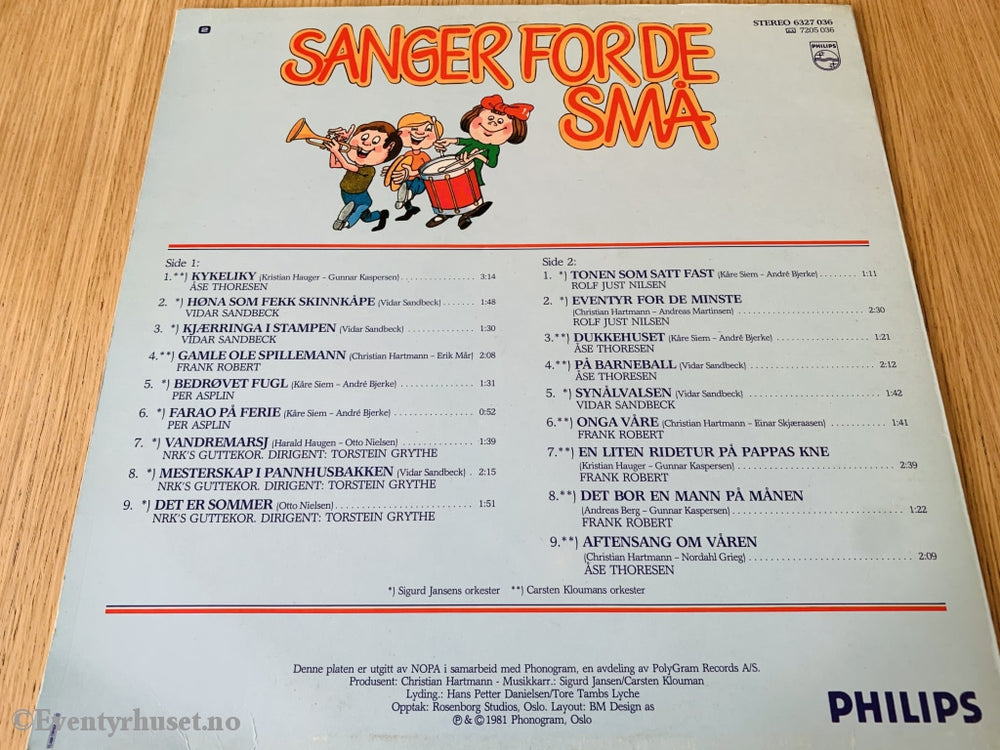 2
SANGER FOR DE
SMÅ
STEREO 6327 036
7205 036
PHILIPS
Side 1:
1.**) KYKELIKY (Kristian Hauger – Gunnar Kaspersen) . . . . . . . . . . . . . . . . 3:14
ÅSE THORESEN
2. *) HØNA SOM FEKK SKINNKÅPE (Vidar Sandbeck) . . . . . . . 1:48
VIDAR SANDBECK
3. *) KJÆRRINGA I STAMPEN (Vidar Sandbeck) . . . . . . . . . . . . . . 1:30
VIDAR SANDBECK
4.**) GAMLE OLE SPILLEMANN (Christian Hartmann – Erik Mår) 2:08
FRANK ROBERT
5. *) BEDRØVET FUGL (Kåre Siem – André Bjerke) . . . . . . . . . . . . . . . 1:31
PER ASPLIN
6. *) FARAO PÅ FERIE (Kåre Siem – André Bjerke) . . . . . . . . . . . . . . . . 0:52
PER ASPLIN
7. *) VANDREMARSJ (Harald Haugen – Otto Nielsen) . . . . . . . . . . . . . . . 1:39
NRK'S GUTTEKOR. DIRIGENT: TORSTEIN GRYTHE
8. *) MESTERSKAP I PANNHUSBAKKEN (Vidar Sandbeck) . 2:15
NRK'S GUTTEKOR. DIRIGENT: TORSTEIN GRYTHE
9. *) DET ER SOMMER (Otto Nielsen) . . . . . . . . . . . . . . . . . . . . . . . . . . 1:51
NRK'S GUTTEKOR. DIRIGENT: TORSTEIN GRYTHE
Side 2:
1. *) TONEN SOM SATT FAST (Kåre Siem – André Bjerke) . . . . . . . . . . . . 1:11
ROLF JUST NILSEN
2. *) EVENTYR FOR DE MINSTE
(Christian Hartmann – Andreas Martinsen) . . . . . . . . . . . . . . . . . . . . . . . . . . 2:30
ROLF JUST NILSEN
3.**) DUKKEHUSET (Kåre Siem – André Bjerke) . . . . . . . . . . . . . . . . . . . . 1:21
ÅSE THORESEN
4.**) PÅ BARNEBALL (Vidar Sandbeck) . . . . . . . . . . . . . . . . . . . . . . . . . . 2:12
ÅSE THORESEN
5. *) SYNÅLVALSEN (Vidar Sandbeck) . . . . . . . . . . . . . . . . . . . . . . . . . . . . 1:42
VIDAR SANDBECK
6.**) ONGA VÅRE (Christian Hartmann – Einar Skjæraasen) . . . . . . . . . . . . . 1:41
FRANK ROBERT
7.**) EN LITEN RIDETUR PÅ PAPPAS KNE
(Kristian Hauger – Gunnar Kaspersen) . . . . . . . . . . . . . . . . . . . . . . . . . . . . . . . . 2:39
FRANK ROBERT
8.**) DET BOR EN MANN PÅ MÅNEN
(Andreas Berg – Gunnar Kaspersen) . . . . . . . . . . . . . . . . . . . . . . . . . . . . . . . . . 1:22
FRANK ROBERT
9.**) AFTENSANG OM VÅREN
(Christian Hartmann – Nordahl Grieg) . . . . . . . . . . . . . . . . . . . . . . . . . . . . . . . . 2:09
ÅSE THORESEN
*) Sigurd Jansens orkester **) Carsten Kloumans orkester
Denne platen er utgitt av NOPA i samarbeid med Phonogram, en avdeling av PolyGram Records A/S.
Produsent: Christian Hartmann - Musikkarr.: Sigurd Jansen/Carsten Klouman
Lyding.: Hans Petter Danielsen/Tore Tambs Lyche
Opptak: Rosenborg Studios, Oslo. Layout: BM Design as
℗ & © 1981 Phonogram, Oslo
PHILIPS
©Eventyrhuset.no